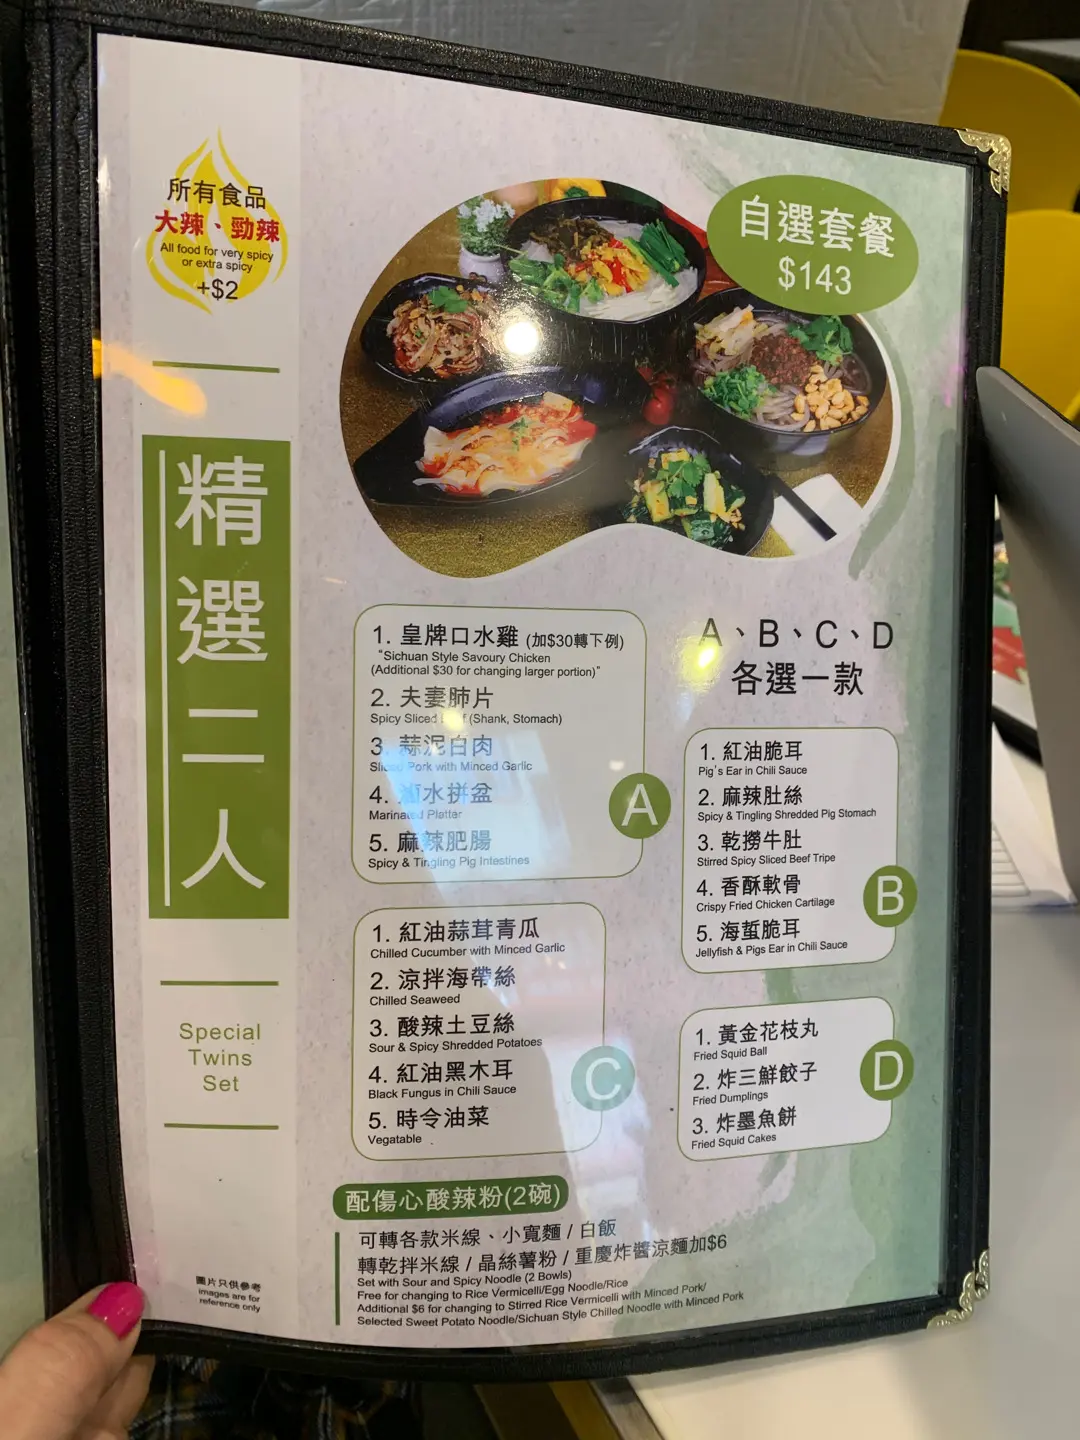 所有食品
大辣、勁辣
All food for very spicy
or extra spicy
+$2
精選二人
Special
Twins
Set
圖片只供參考
images are for
reference only
自選套餐
$143
A、B、C、D
各選一款
1. 皇牌口水雞 (加$30轉下例)
"Sichuan Style Savoury Chicken
(Additional $30 for changing larger portion)"
2. 夫妻肺片
Spicy Sliced (Shank, Stomach)
3. 蒜泥白肉
Sliced Pork with Minced Garlic
4. 滷水拼盆
Marinated Platter
5. 麻辣肥腸
Spicy & Tingling Pig Intestines
A
1. 紅油脆耳
Pig's Ear in Chili Sauce
2. 麻辣肚絲
Spicy & Tingling Shredded Pig Stomach
3. 乾撈牛肚
Stirred Spicy Sliced Beef Tripe
4. 香酥軟骨
Crispy Fried Chicken Cartilage
5. 海蜇脆耳
Jellyfish & Pigs Ear in Chili Sauce
B
1. 紅油蒜茸青瓜
Chilled Cucumber with Minced Garlic
2. 涼拌海帶絲
Chilled Seaweed
3. 酸辣土豆絲
Sour & Spicy Shredded Potatoes
4. 紅油黑木耳
Black Fungus in Chili Sauce
5. 時令油菜
Vegatable
C
1. 黃金花枝丸
Fried Squid Ball
2. 炸三鮮餃子
Fried Dumplings
3. 炸墨魚餅
Fried Squid Cakes
D
配傷心酸辣粉(2碗)
可轉各款米線、小寬麵 / 白飯
轉乾拌米線 / 晶絲薯粉 / 重慶炸醬涼麵加$6
Set with Sour and Spicy Noodle (2 Bowls)
Free for changing to Rice Vermicelli/Egg Noodle/Rice
Additional $6 for changing to Stirred Rice Vermicelli with Minced Pork/
Selected Sweet Potato Noodle/Sichuan Style Chilled Noodle with Minced Pork